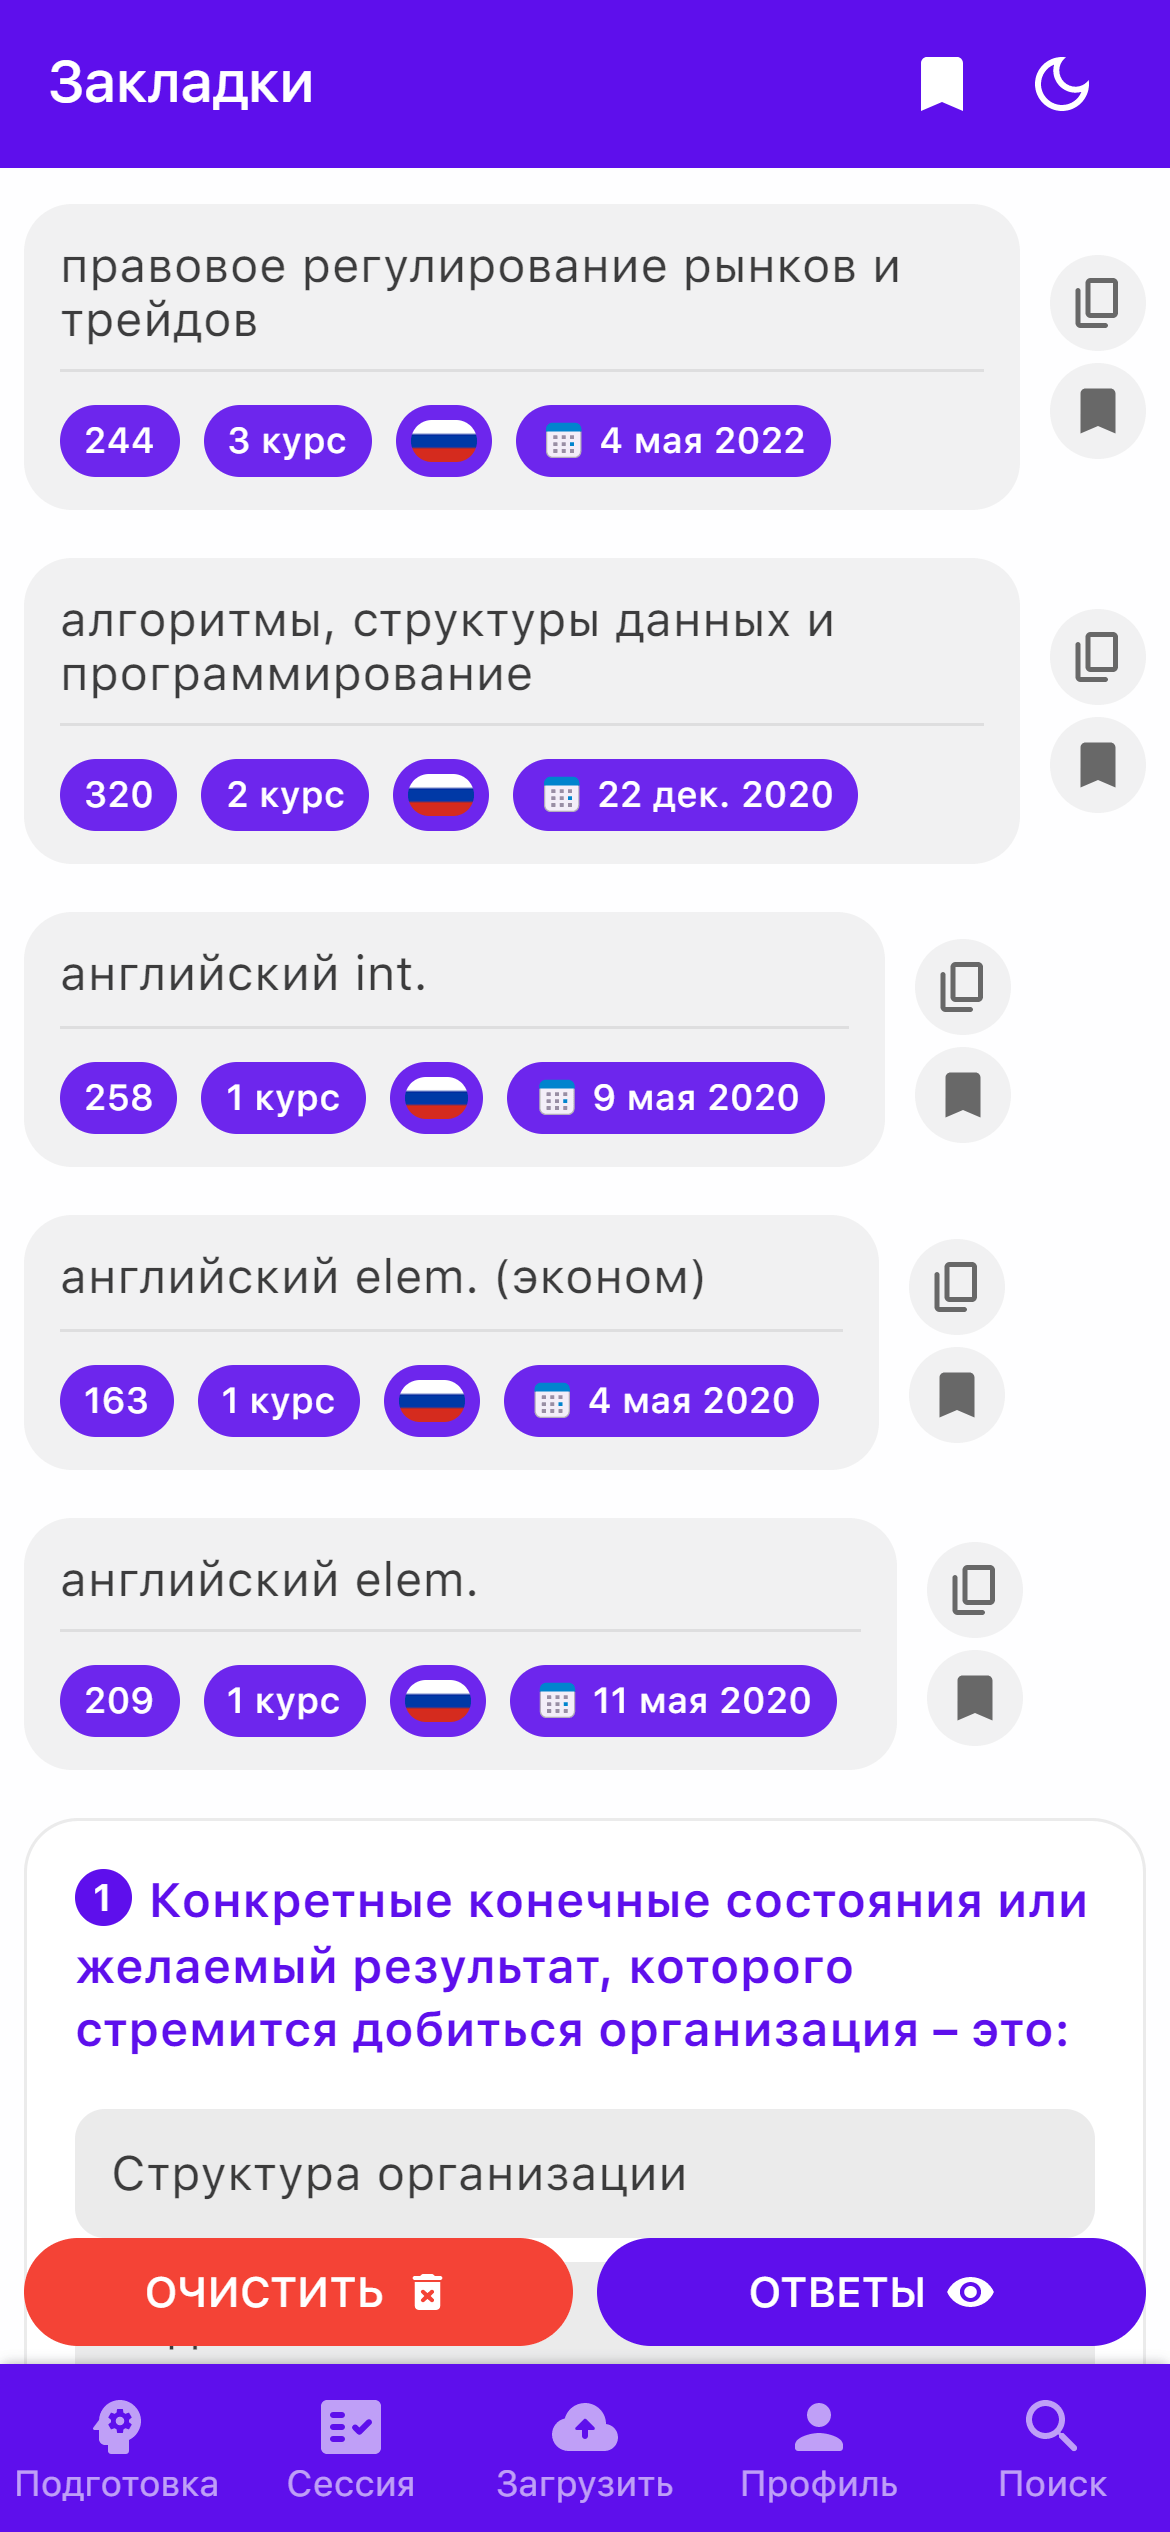 Закладки
правовое регулирование рынков и
трейдов
244 3 курс 4 мая 2022
алгоритмы, структуры данных и
программирование
320 2 курс 22 дек. 2020
английский int.
258 1 курс 9 мая 2020
английский elem. (эконом)
163 1 курс 4 мая 2020
английский elem.
209 1 курс 11 мая 2020
1 Конкретные конечные состояния или
желаемый результат, которого
стремится добиться организация – это:
Структура организации
ОЧИСТИТЬ ОТВЕТЫ
Подготовка Сессия Загрузить Профиль Поиск